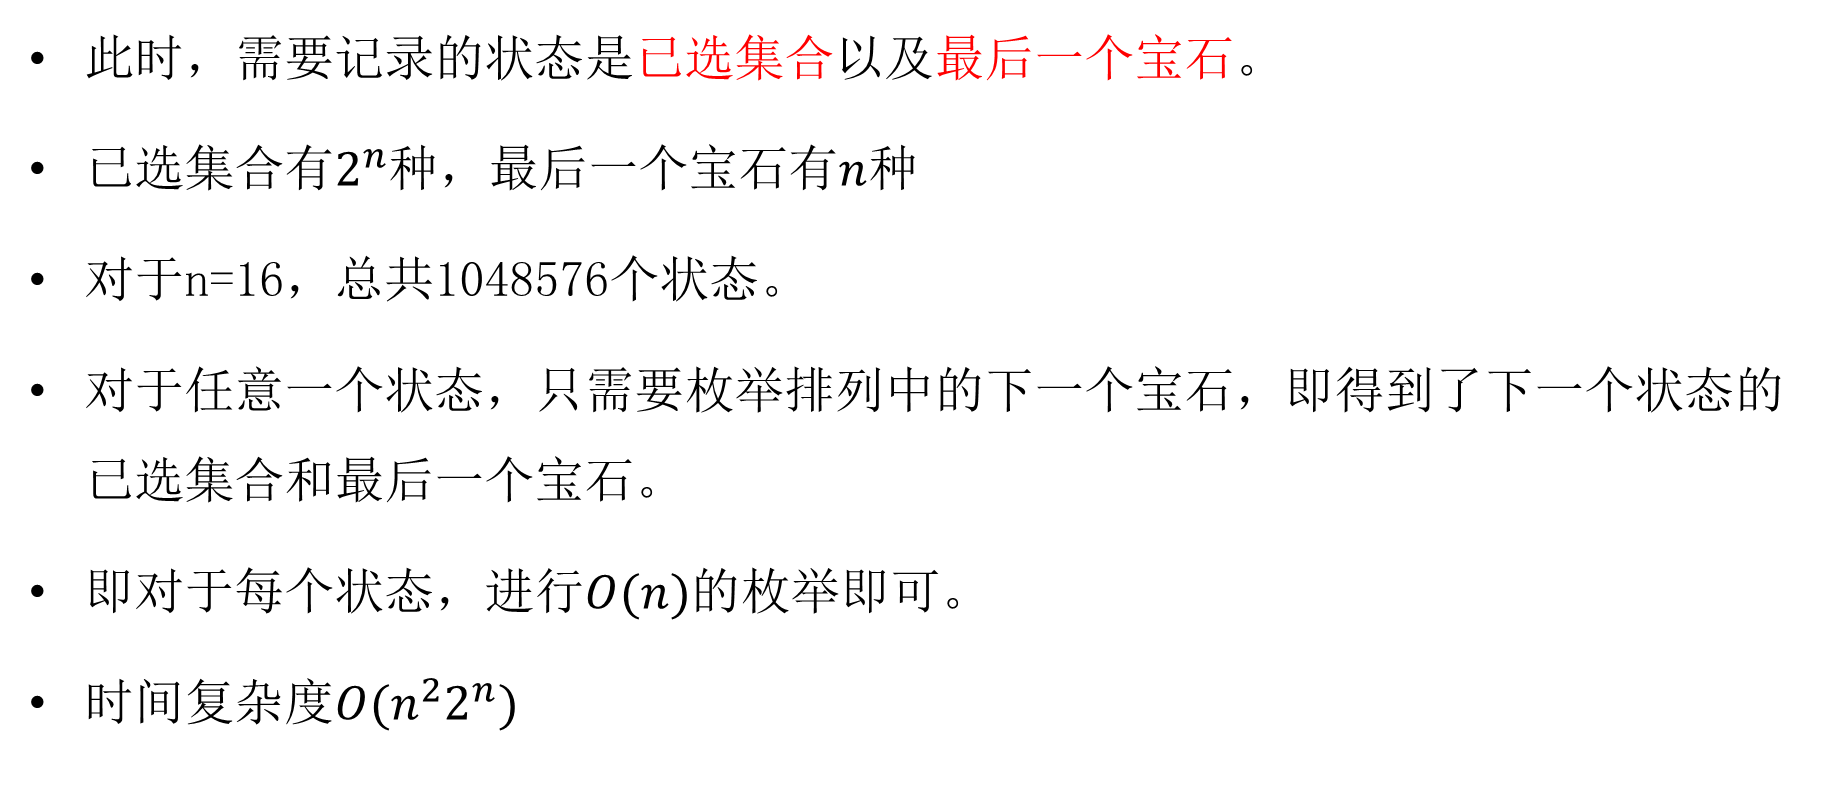 • 此时，需要记录的状态是已选集合以及最后一个宝石。
• 已选集合有2ⁿ种，最后一个宝石有n种
• 对于n=16，总共1048576个状态。
• 对于任意一个状态，只需要枚举排列中的下一个宝石，即得到了下一个状态的
已选集合和最后一个宝石。
• 即对于每个状态，进行O(n)的枚举即可。
• 时间复杂度O(n²2ⁿ)